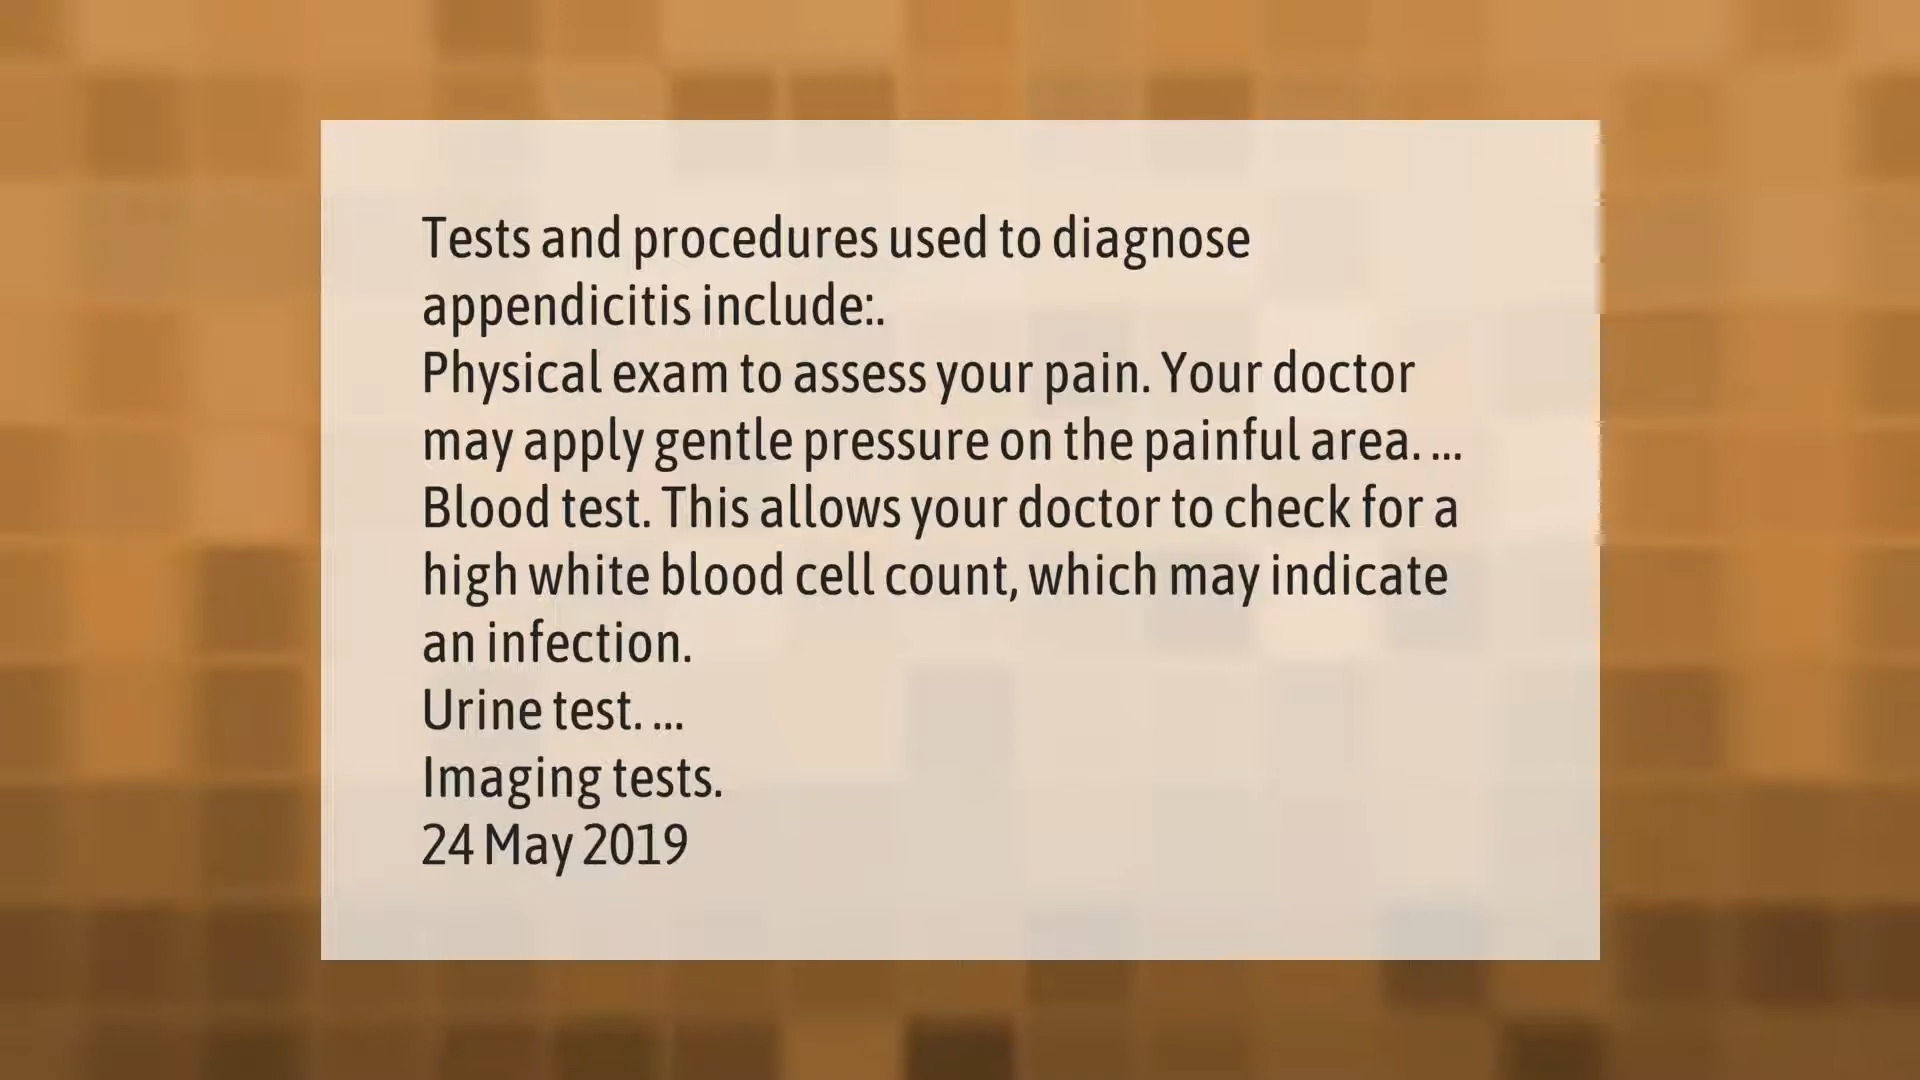 Tests and procedures used to diagnose
appendicitis include:.
Physical exam to assess your pain. Your doctor
may apply gentle pressure on the painful area. ...
Blood test. This allows your doctor to check for a
high white blood cell count, which may indicate
an infection.
Urine test. ...
Imaging tests.
24 May 2019